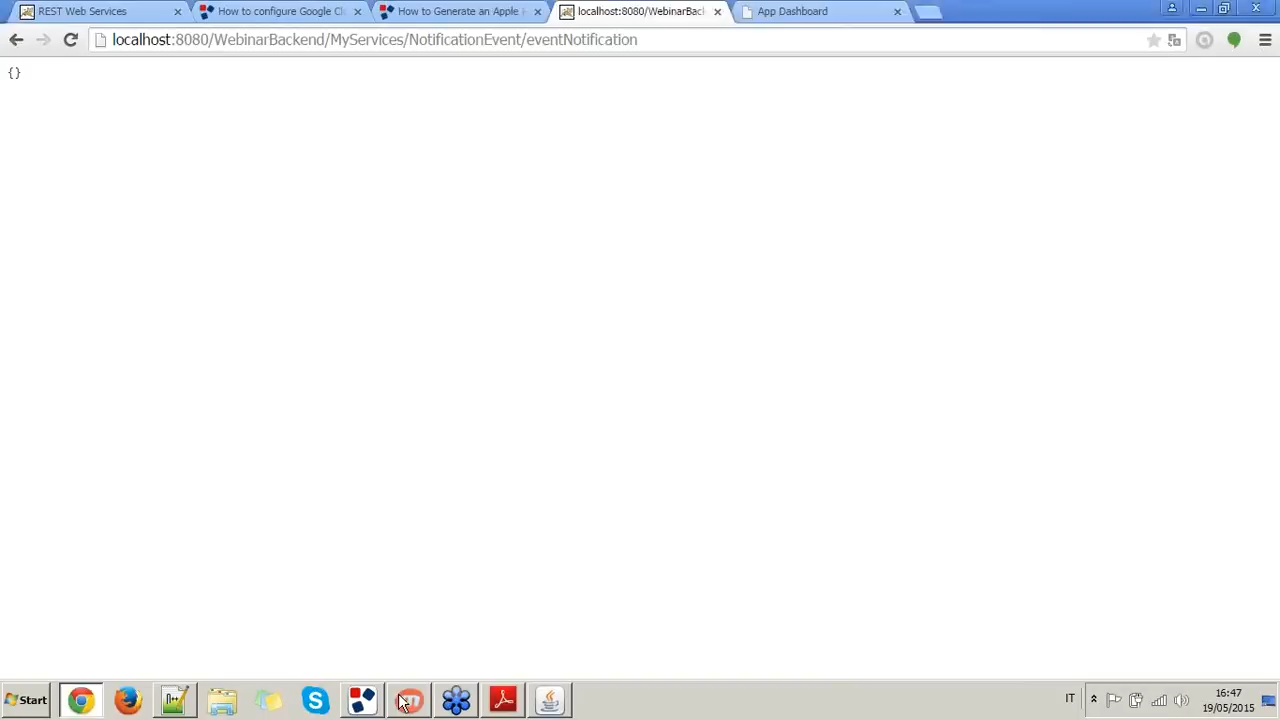 REST Web Services
How to configure Google Cl
How to Generate an Apple
localhost:8080/WebinarBac
App Dashboard
localhost:8080/WebinarBackend/MyServices/NotificationEvent/eventNotification
{}
Start
IT
16:47
19/05/2015